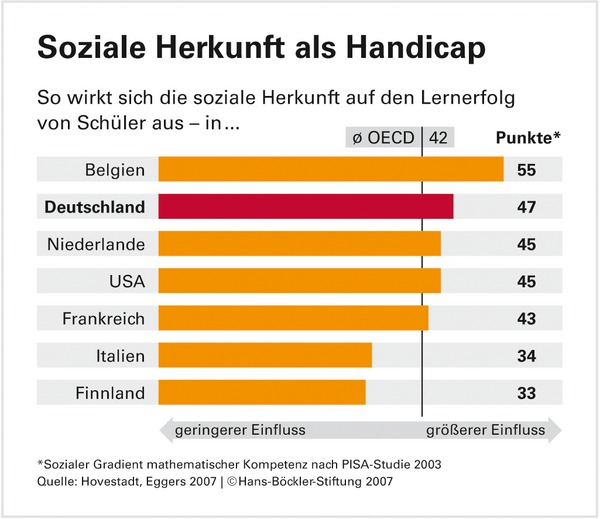 Soziale Herkunft als Handicap
So wirkt sich die soziale Herkunft auf den Lernerfolg
von Schüler aus – in...
ø OECD 42 Punkte*
Belgien 55
Deutschland 47
Niederlande 45
USA 45
Frankreich 43
Italien 34
Finnland 33
geringerer Einfluss größerer Einfluss
*Sozialer Gradient mathematischer Kompetenz nach PISA-Studie 2003
Quelle: Hovestadt, Eggers 2007 | ©Hans-Böckler-Stiftung 2007